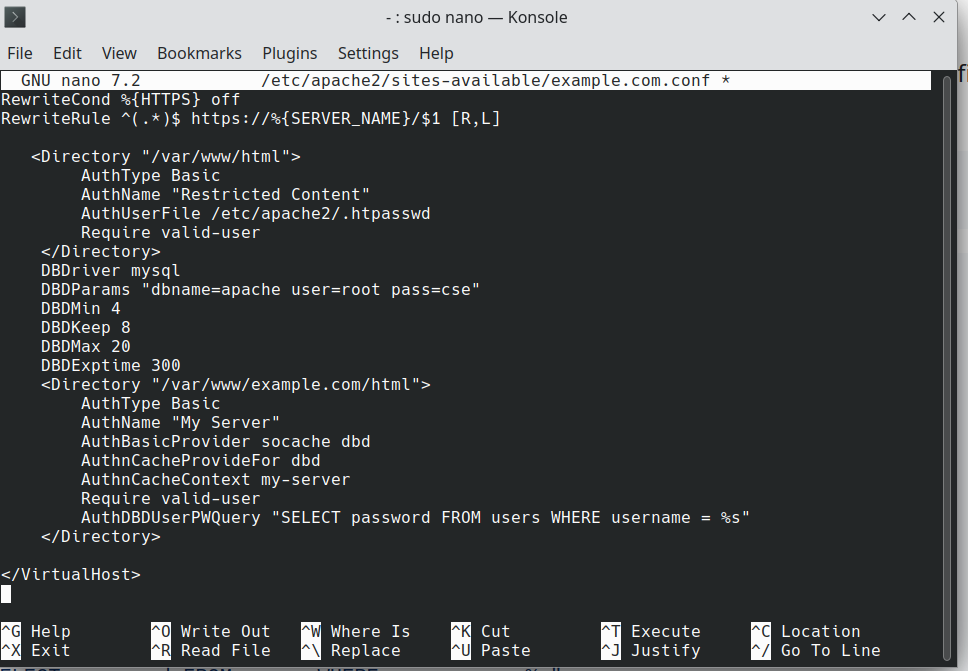 - : sudo nano — Konsole
File Edit View Bookmarks Plugins Settings Help
GNU nano 7.2 /etc/apache2/sites-available/example.com.conf *
RewriteCond %{HTTPS} off
RewriteRule ^(.*)$ https://%{SERVER_NAME}/$1 [R,L]
<Directory "/var/www/html">
AuthType Basic
AuthName "Restricted Content"
AuthUserFile /etc/apache2/.htpasswd
Require valid-user
</Directory>
DBDriver mysql
DBDParams "dbname=apache user=root pass=cse"
DBDMin 4
DBDKeep 8
DBDMax 20
DBDExptime 300
<Directory "/var/www/example.com/html">
AuthType Basic
AuthName "My Server"
AuthBasicProvider socache dbd
AuthnCacheProvideFor dbd
AuthnCacheContext my-server
Require valid-user
AuthDBDUserPWQuery "SELECT password FROM users WHERE username = %s"
</Directory>
</VirtualHost>
^G Help ^O Write Out ^W Where Is ^K Cut ^T Execute ^C Location
^X Exit ^R Read File ^\ Replace ^U Paste ^J Justify ^/ Go To Line